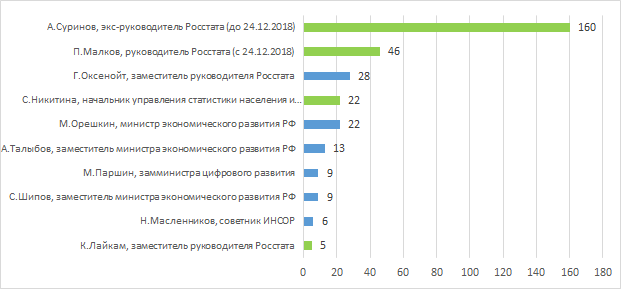 А.Суринов, экс-руководитель Росстата (до 24.12.2018) 160
П.Малков, руководитель Росстата (с 24.12.2018) 46
Г.Оксенойт, заместитель руководителя Росстата 28
С.Никитина, начальник управления статистики населения и... 22
М.Орешкин, министр экономического развития РФ 22
А.Талыбов, заместитель министра экономического развития РФ 13
М.Паршин, замминистра цифрового развития 9
С.Шипов, заместитель министра экономического развития РФ 9
Н.Масленников, советник ИНСОР 6
К.Лайкам, заместитель руководителя Росстата 5
0 20 40 60 80 100 120 140 160 180